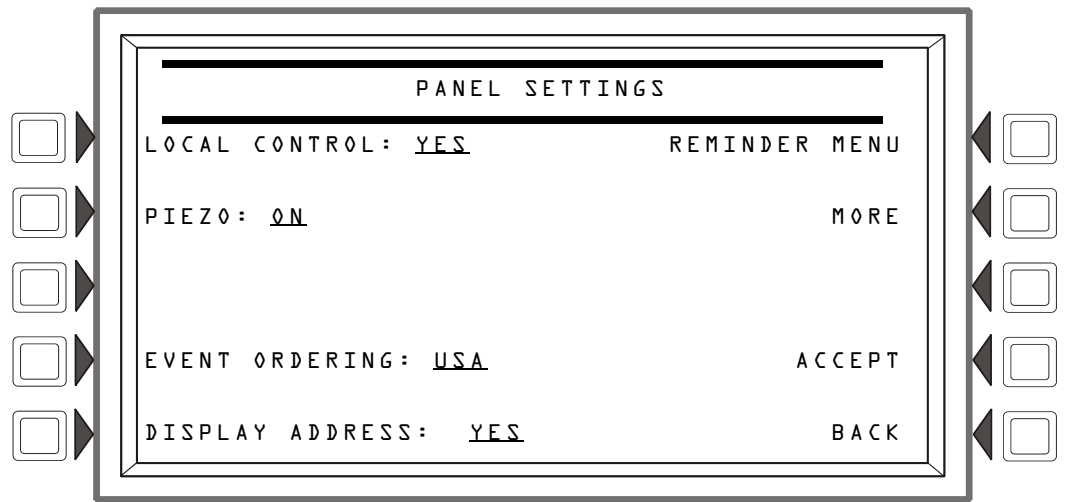 PANEL SETTINGS
LOCAL CONTROL: YES REMINDER MENU
PIEZO: ON MORE
EVENT ORDERING: USA ACCEPT
DISPLAY ADDRESS: YES BACK